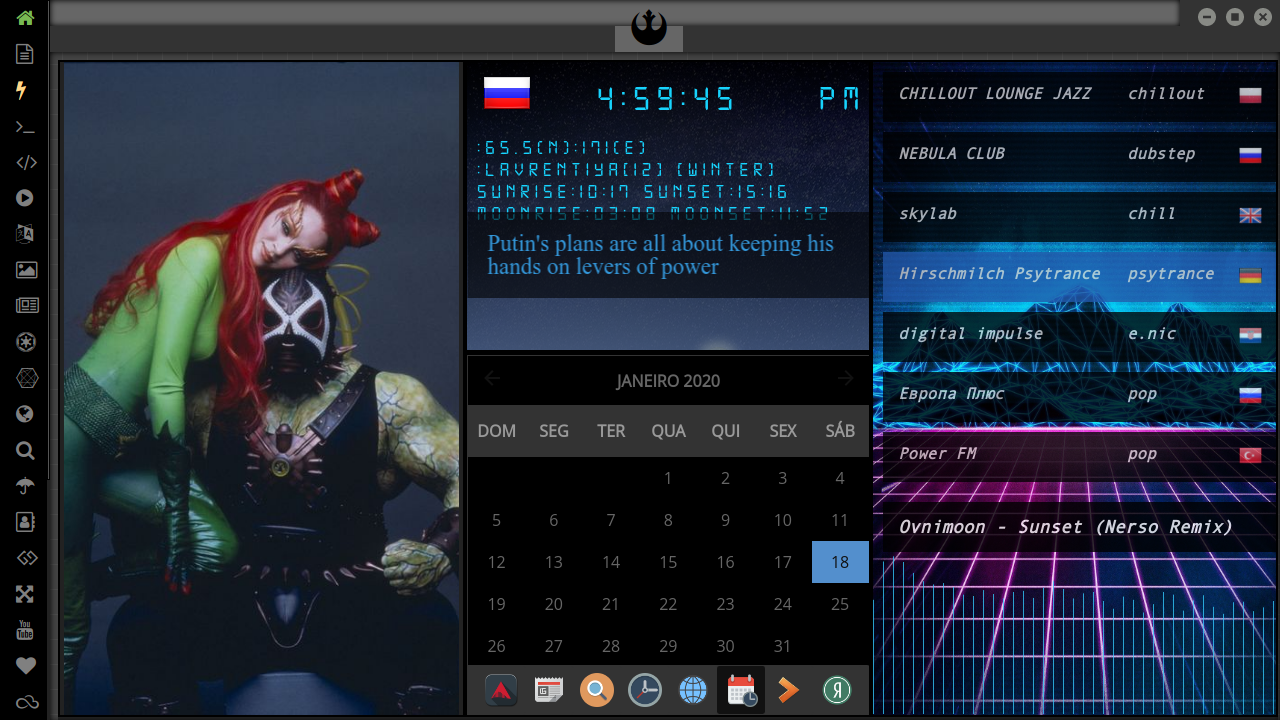 4:59:45 PM
:65.5(N):171(E)
:LAVRENTIYA(12) (WINTER)
SUNRISE:10:17 SUNSET:15:16
MOONRISE:03:08 MOONSET:11:52
Putin's plans are all about keeping his
hands on levers of power
JANEIRO 2020
DOM SEG TER QUA QUI SEX SÁB
1 2 3 4
5 6 7 8 9 10 11
12 13 14 15 16 17 18
19 20 21 22 23 24 25
26 27 28 29 30 31
CHILLOUT LOUNGE JAZZ chillout
NEBULA CLUB dubstep
skylab chill
Hirschmilch Psytrance psytrance
digital impulse e.nic
Европа Плюс pop
Power FM pop
Ovnimoon - Sunset (Nerso Remix)
You
Tube
Я